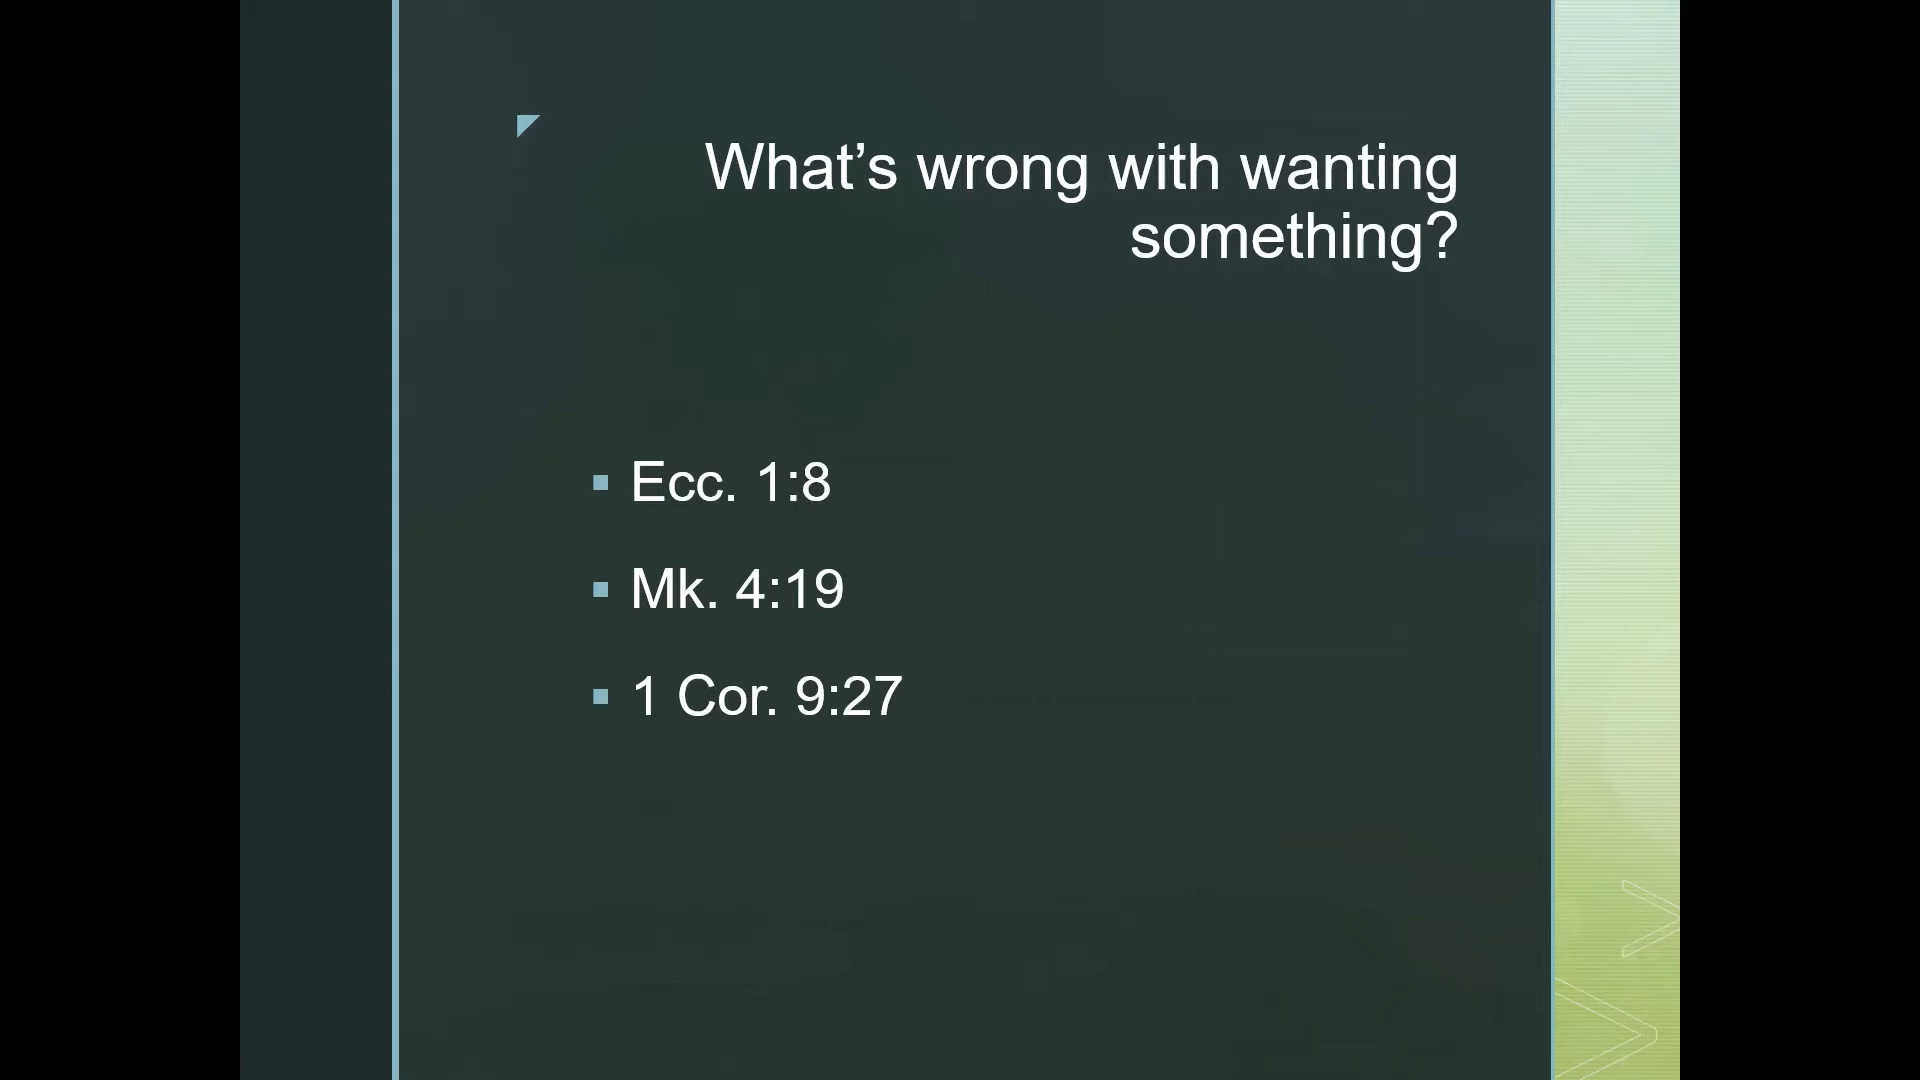 What’s wrong with wanting
something?
Ecc. 1:8
Mk. 4:19
1 Cor. 9:27